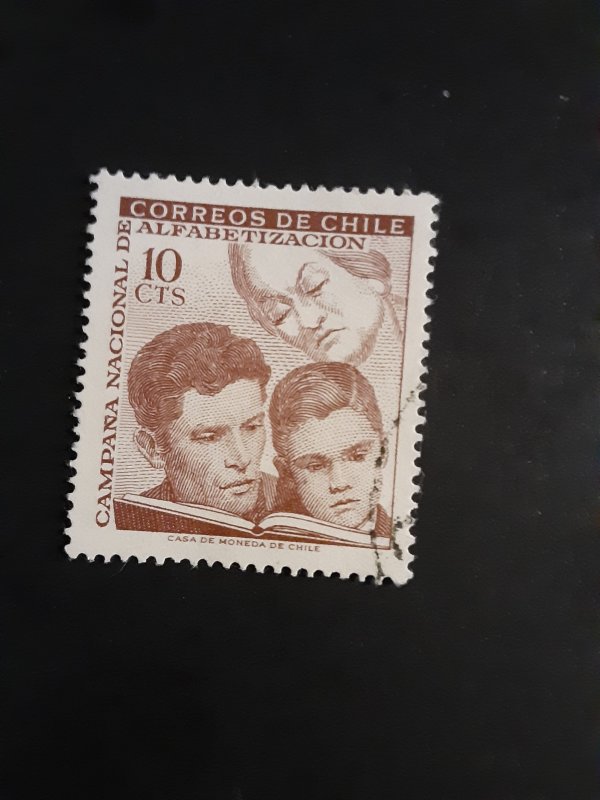 CORREOS DE CHILE
CAMPAÑA NACIONAL DE
ALFABETIZACION
10
CTS
CASA DE MONEDA DE CHILE